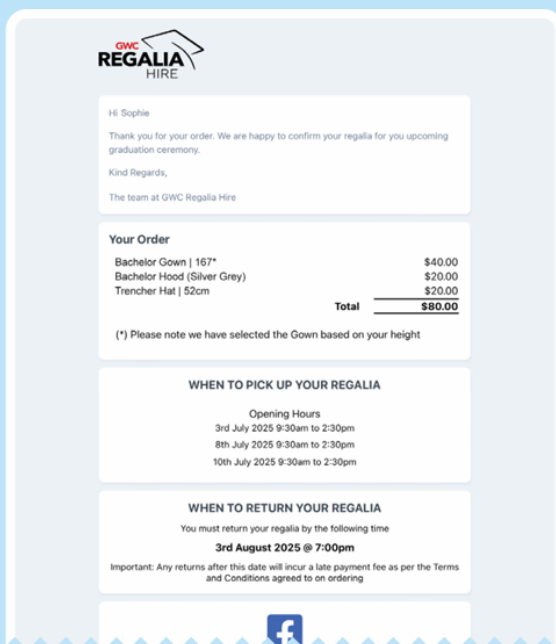 GWC
REGALIA
HIRE
Hi Sophie
Thank you for your order. We are happy to confirm your regalia for you upcoming
graduation ceremony.
Kind Regards,
The team at GWC Regalia Hire
Your Order
Bachelor Gown | 167* $40.00
Bachelor Hood (Silver Grey) $20.00
Trencher Hat | 52cm $20.00
Total $80.00
(*) Please note we have selected the Gown based on your height
WHEN TO PICK UP YOUR REGALIA
Opening Hours
3rd July 2025 9:30am to 2:30pm
8th July 2025 9:30am to 2:30pm
10th July 2025 9:30am to 2:30pm
WHEN TO RETURN YOUR REGALIA
You must return your regalia by the following time
3rd August 2025 @ 7:00pm
Important: Any returns after this date will incur a late payment fee as per the Terms
and Conditions agreed to on ordering